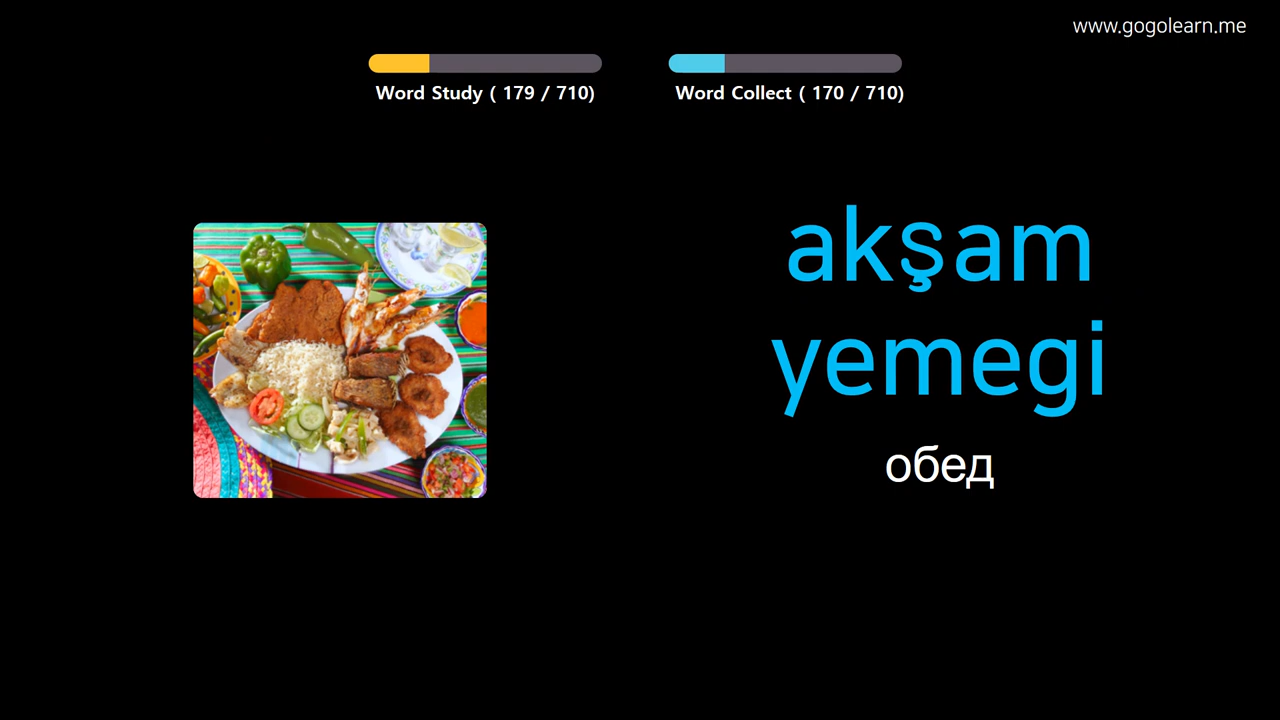 www.gogolearn.me
Word Study ( 179 / 710)
Word Collect ( 170 / 710)
akşam
yemegi
обед